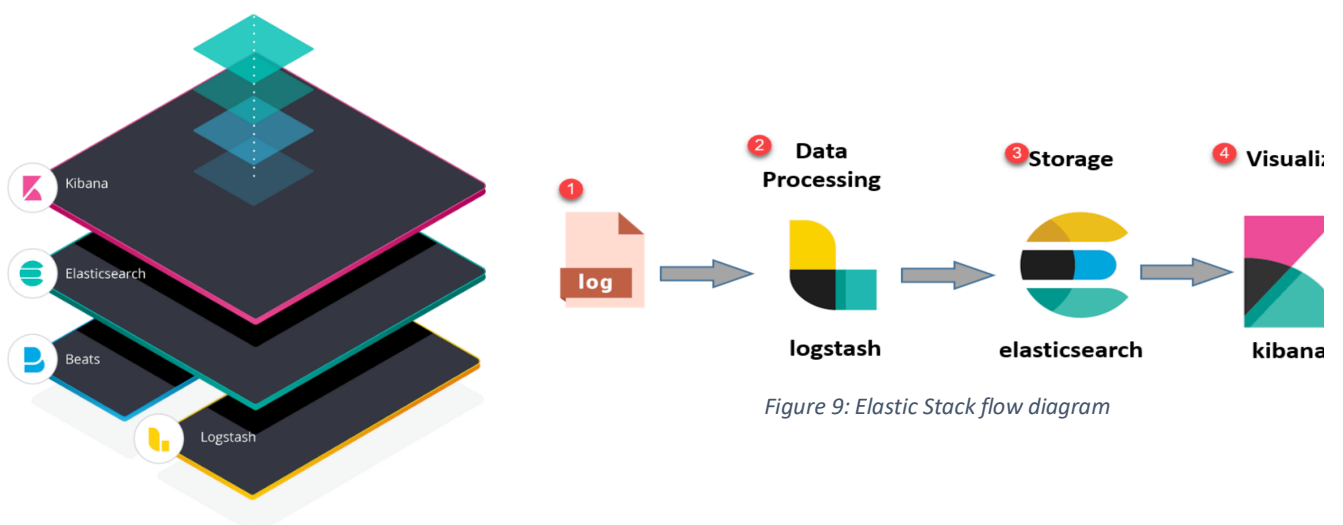 Kibana
Elasticsearch
Beats
Logstash
1
log
2
Data
Processing
logstash
3
Storage
elasticsearch
4
Visualiz
kibana
Figure 9: Elastic Stack flow diagram